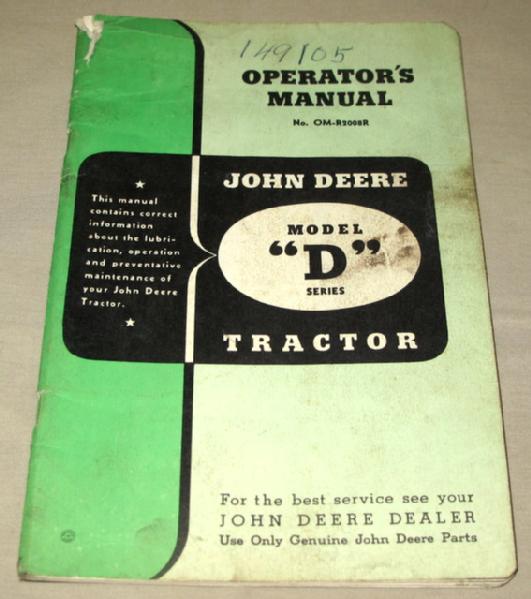 149105
OPERATOR'S
MANUAL
No. OM-R2008R
JOHN DEERE
MODEL
"D"
SERIES
TRACTOR
★
This manual
contains correct
information
about the lubri-
cation, operation
and preventative
maintenance of
your John Deere
Tractor.
★
For the best service see your
JOHN DEERE DEALER
Use Only Genuine John Deere Parts